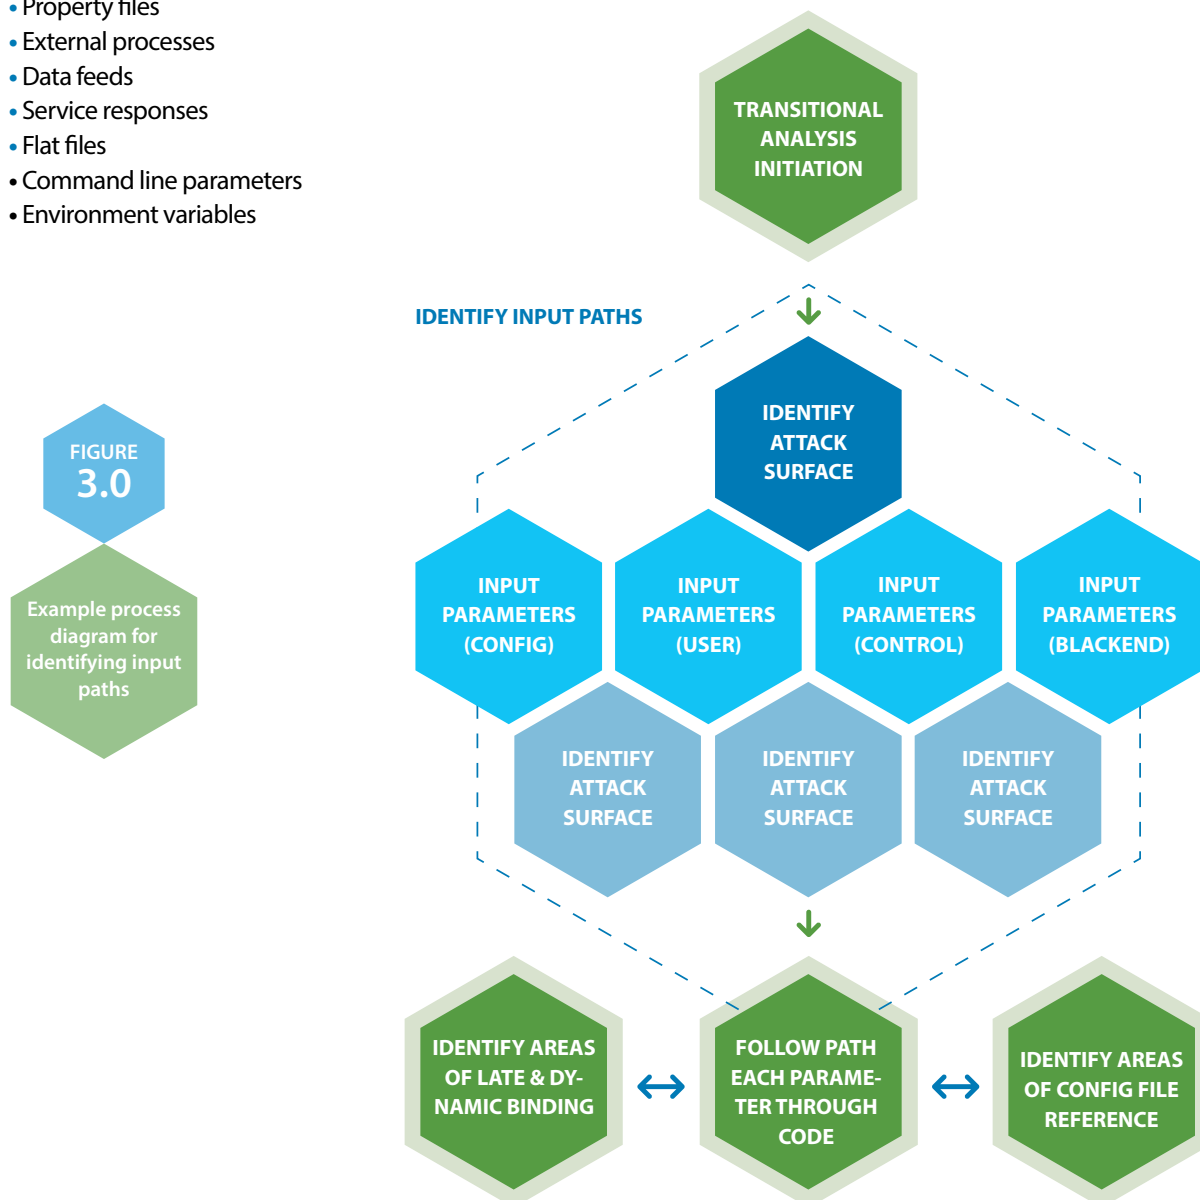 • Property files
• External processes
• Data feeds
• Service responses
• Flat files
• Command line parameters
• Environment variables
TRANSITIONAL
ANALYSIS
INITIATION
IDENTIFY INPUT PATHS
IDENTIFY
ATTACK
SURFACE
FIGURE
3.0
Example process
diagram for
identifying input
paths
INPUT
PARAMETERS
(CONFIG)
INPUT
PARAMETERS
(USER)
INPUT
PARAMETERS
(CONTROL)
INPUT
PARAMETERS
(BLACKEND)
IDENTIFY
ATTACK
SURFACE
IDENTIFY
ATTACK
SURFACE
IDENTIFY
ATTACK
SURFACE
IDENTIFY AREAS
OF LATE & DY-
NAMIC BINDING
FOLLOW PATH
EACH PARAME-
TER THROUGH
CODE
IDENTIFY AREAS
OF CONFIG FILE
REFERENCE